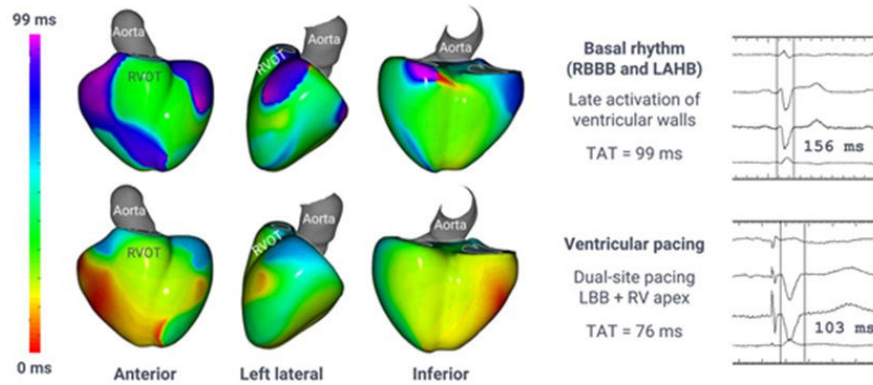 99 ms
Aorta
RVOT
Aorta
RVOT
Aorta
Basal rhythm
(RBBB and LAHB)
Late activation of
ventricular walls
TAT = 99 ms
156 ms
Aorta
RVOT
Aorta
RVOT
Aorta
Ventricular pacing
Dual-site pacing
LBB + RV apex
TAT = 76 ms
103 ms
0 ms
Anterior
Left lateral
Inferior